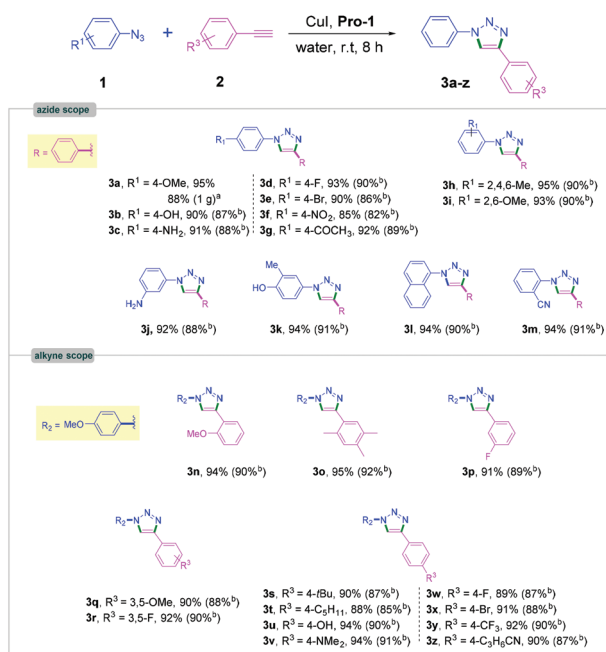 R¹ N₃ + R³ CuI, Pro-1
water, r.t, 8 h
N N N R³
1 2 3a-z
azide scope
R = R₁ N N N R
R₁ N N N R
3a, R¹ = 4-OMe, 95%
88% (1 g)ᵃ
3b, R¹ = 4-OH, 90% (87%ᵇ)
3c, R¹ = 4-NH₂, 91% (88%ᵇ)
3d, R¹ = 4-F, 93% (90%ᵇ)
3e, R¹ = 4-Br, 90% (86%ᵇ)
3f, R¹ = 4-NO₂, 85% (82%ᵇ)
3g, R¹ = 4-COCH₃, 92% (89%ᵇ)
3h, R¹ = 2,4,6-Me, 95% (90%ᵇ)
3i, R¹ = 2,6-OMe, 93% (90%ᵇ)
NH₂ N N N R
Me HO N N N R
N N N R
CN N N N R
3j, 92% (88%ᵇ)
3k, 94% (91%ᵇ)
3l, 94% (90%ᵇ)
3m, 94% (91%ᵇ)
alkyne scope
R₂ = MeO
R₂ N N N MeO
R₂ N N N
R₂ N N N F
3n, 94% (90%ᵇ)
3o, 95% (92%ᵇ)
3p, 91% (89%ᵇ)
R₂ N N N R³
R₂ N N N R³
3q, R³ = 3,5-OMe, 90% (88%ᵇ)
3r, R³ = 3,5-F, 92% (90%ᵇ)
3s, R³ = 4-tBu, 90% (87%ᵇ)
3t, R³ = 4-C₅H₁₁, 88% (85%ᵇ)
3u, R³ = 4-OH, 94% (90%ᵇ)
3v, R³ = 4-NMe₂, 94% (91%ᵇ)
3w, R³ = 4-F, 89% (87%ᵇ)
3x, R³ = 4-Br, 91% (88%ᵇ)
3y, R³ = 4-CF₃, 92% (90%ᵇ)
3z, R³ = 4-C₃H₆CN, 90% (87%ᵇ)